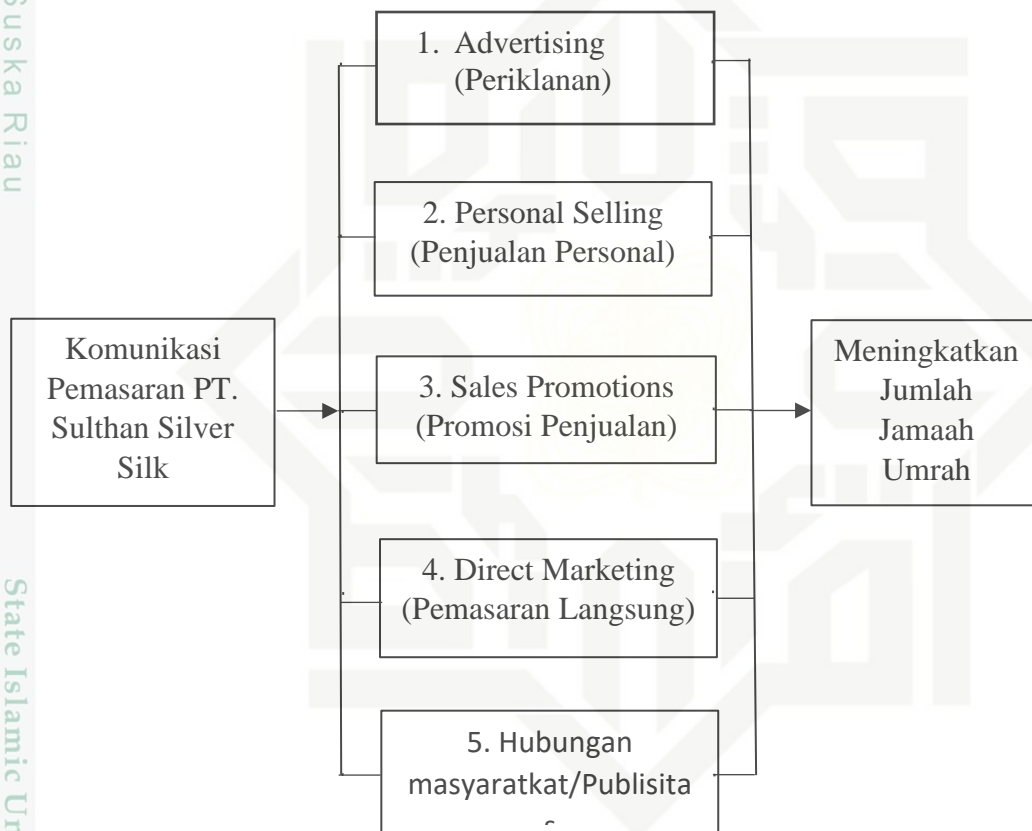 Suska Riau
State Islamic Un
1. Advertising
(Periklanan)
2. Personal Selling
(Penjualan Personal)
Komunikasi
Pemasaran PT.
Sulthan Silver
Silk
3. Sales Promotions
(Promosi Penjualan)
4. Direct Marketing
(Pemasaran Langsung)
5. Hubungan
masyaratkat/Publisita
s
Meningkatkan
Jumlah
Jamaah
Umrah